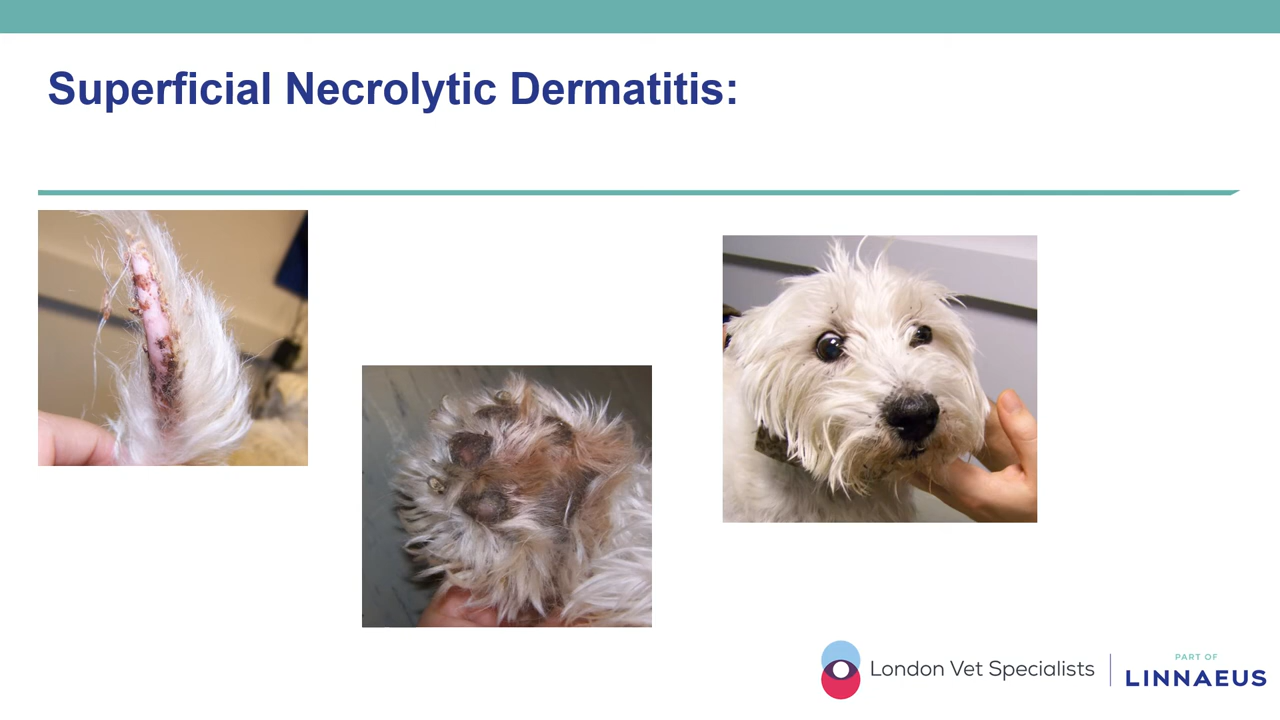 Superficial Necrolytic Dermatitis:
London Vet Specialists
PART OF
LINNAEUS